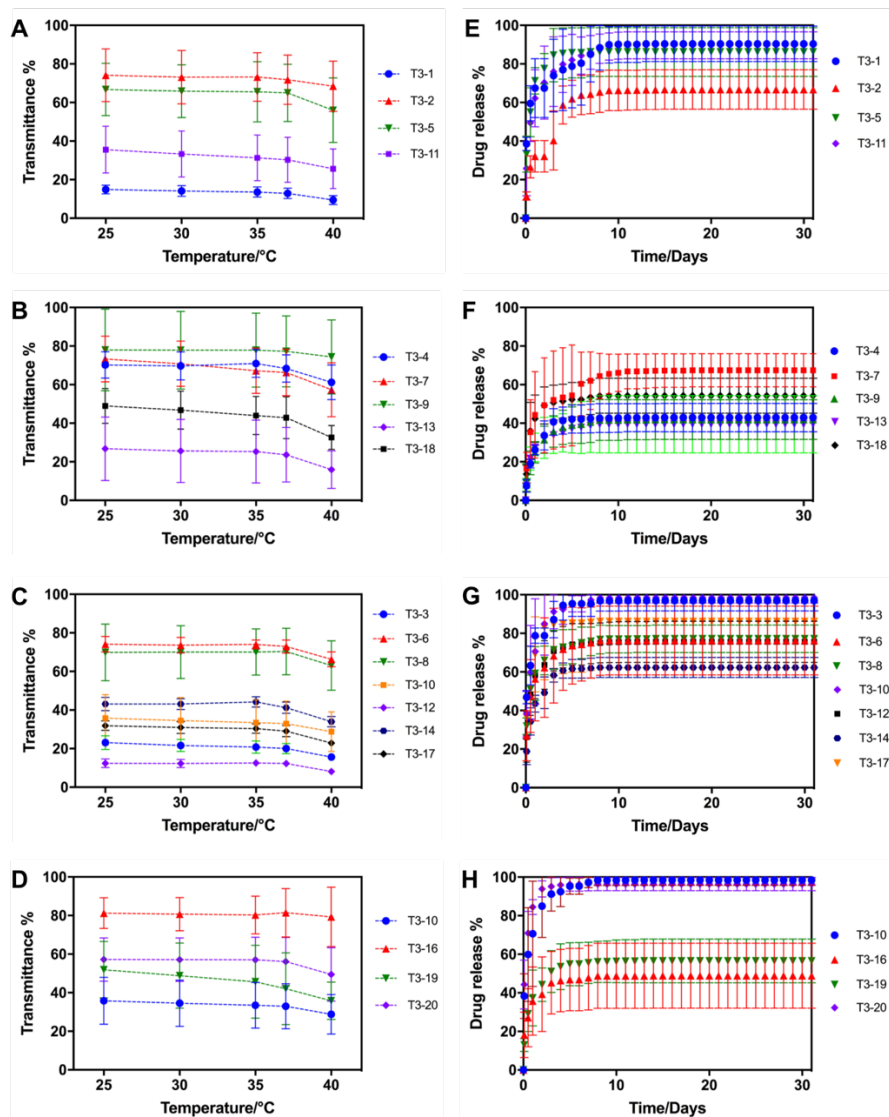 A
Transmittance %
100
80
60
40
20
0
25
30
35
40
Temperature/°C
T3-1
T3-2
T3-5
T3-11
E
Drug release %
100
80
60
40
20
0
0
10
20
30
Time/Days
T3-1
T3-2
T3-5
T3-11
B
Transmittance %
100
80
60
40
20
0
25
30
35
40
Temperature/°C
T3-4
T3-7
T3-9
T3-13
T3-18
F
Drug release %
100
80
60
40
20
0
0
10
20
30
Time/Days
T3-4
T3-7
T3-9
T3-13
T3-18
C
Transmittance %
100
80
60
40
20
0
25
30
35
40
Temperature/°C
T3-3
T3-6
T3-8
T3-10
T3-12
T3-14
T3-17
G
Drug release %
100
80
60
40
20
0
0
10
20
30
Time/Days
T3-3
T3-6
T3-8
T3-10
T3-12
T3-14
T3-17
D
Transmittance %
100
80
60
40
20
0
25
30
35
40
Temperature/°C
T3-10
T3-16
T3-19
T3-20
H
Drug release %
100
80
60
40
20
0
0
10
20
30
Time/Days
T3-10
T3-16
T3-19
T3-20